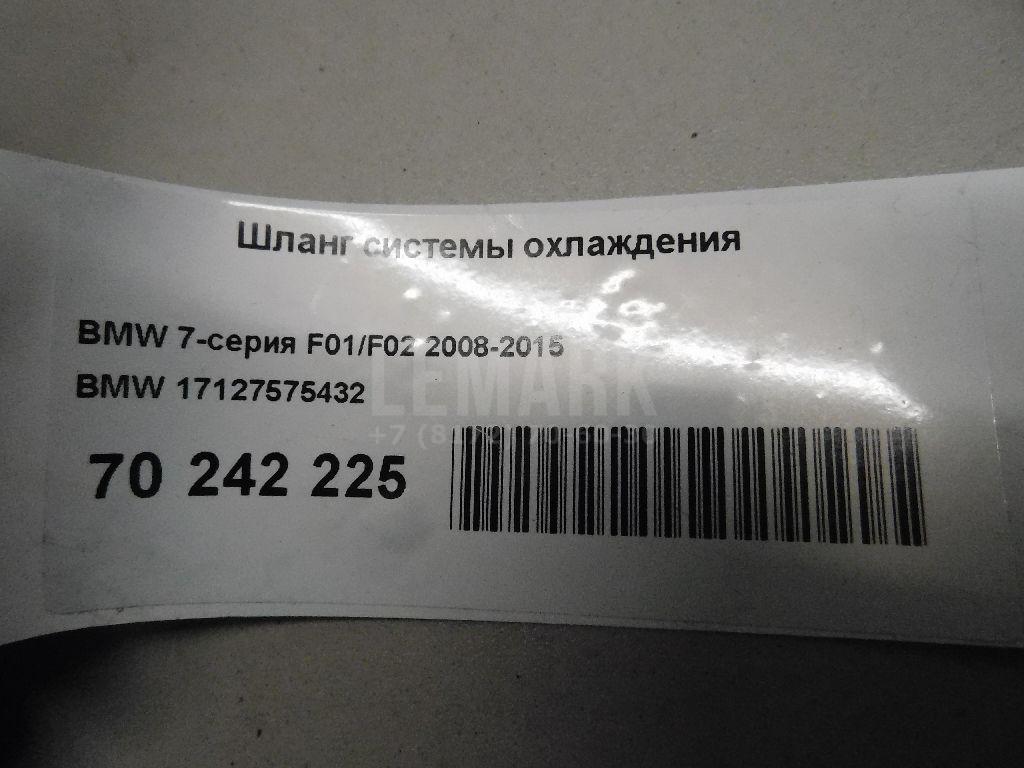 Шланг системы охлаждения
BMW 7-серия F01/F02 2008-2015
BMW 17127575432
LEMARK
70 242 225